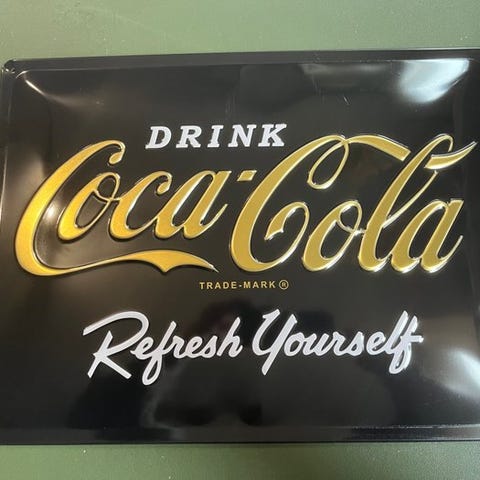 DRINK
Coca-Cola
TRADE-MARK ®
Refresh Yourself